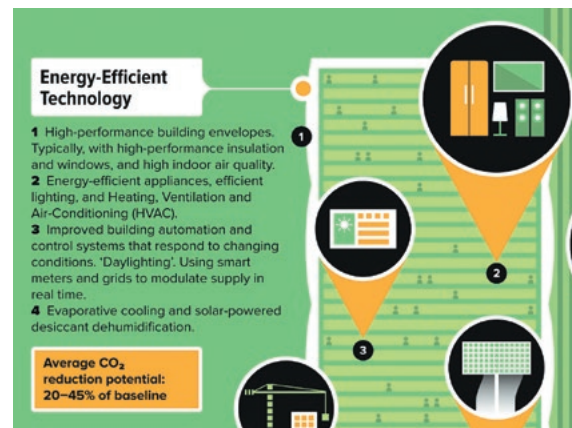 Energy-Efficient
Technology
1 High-performance building envelopes.
Typically, with high-performance insulation
and windows, and high indoor air quality.
2 Energy-efficient appliances, efficient
lighting, and Heating, Ventilation and
Air-Conditioning (HVAC).
3 Improved building automation and
control systems that respond to changing
conditions. ‘Daylighting’. Using smart
meters and grids to modulate supply in
real time.
4 Evaporative cooling and solar-powered
desiccant dehumidification.
Average CO₂
reduction potential:
20–45% of baseline
1
2
3